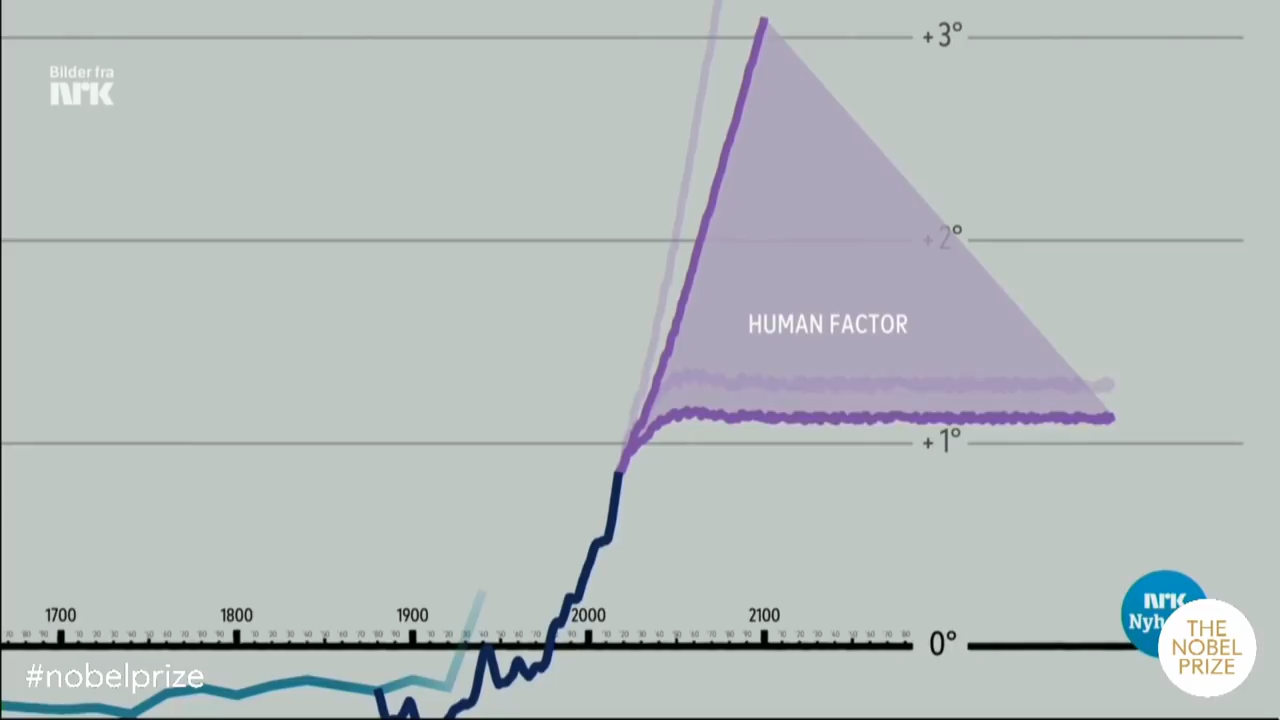 + 3°
Bilder fra
nrk
+ 2°
HUMAN FACTOR
+ 1°
1700 1800 1900 2000 2100
0°
nrk
Ny
THE
NOBEL
PRIZE
#nobelprize